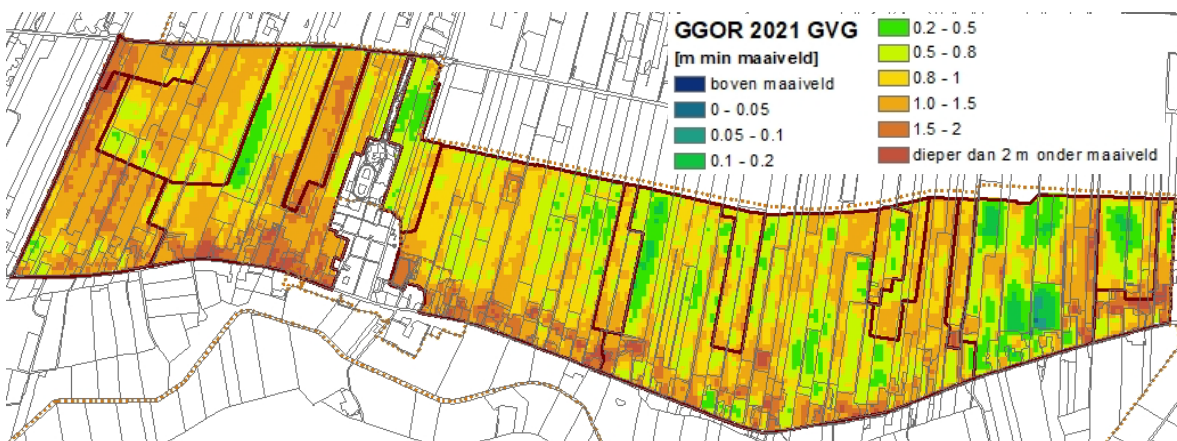 GGOR 2021 GVG
[m min maaiveld]
boven maaiveld
0 - 0.05
0.05 - 0.1
0.1 - 0.2
0.2 - 0.5
0.5 - 0.8
0.8 - 1
1.0 - 1.5
1.5 - 2
dieper dan 2 m onder maaiveld